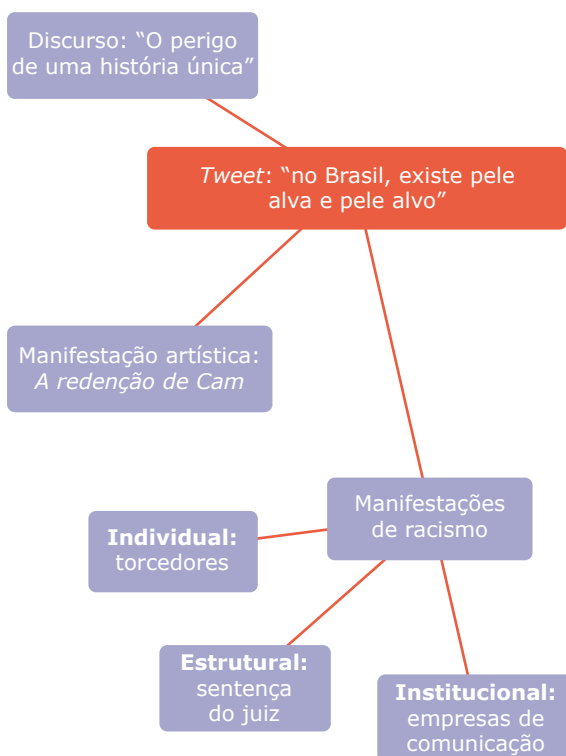 Discurso: “O perigo
de uma história única”
Tweet: “no Brasil, existe pele
alva e pele alvo”
Manifestação artística:
A redenção de Cam
Manifestações
de racismo
Individual:
torcedores
Estrutural:
sentença
do juiz
Institucional:
empresas de
comunicação